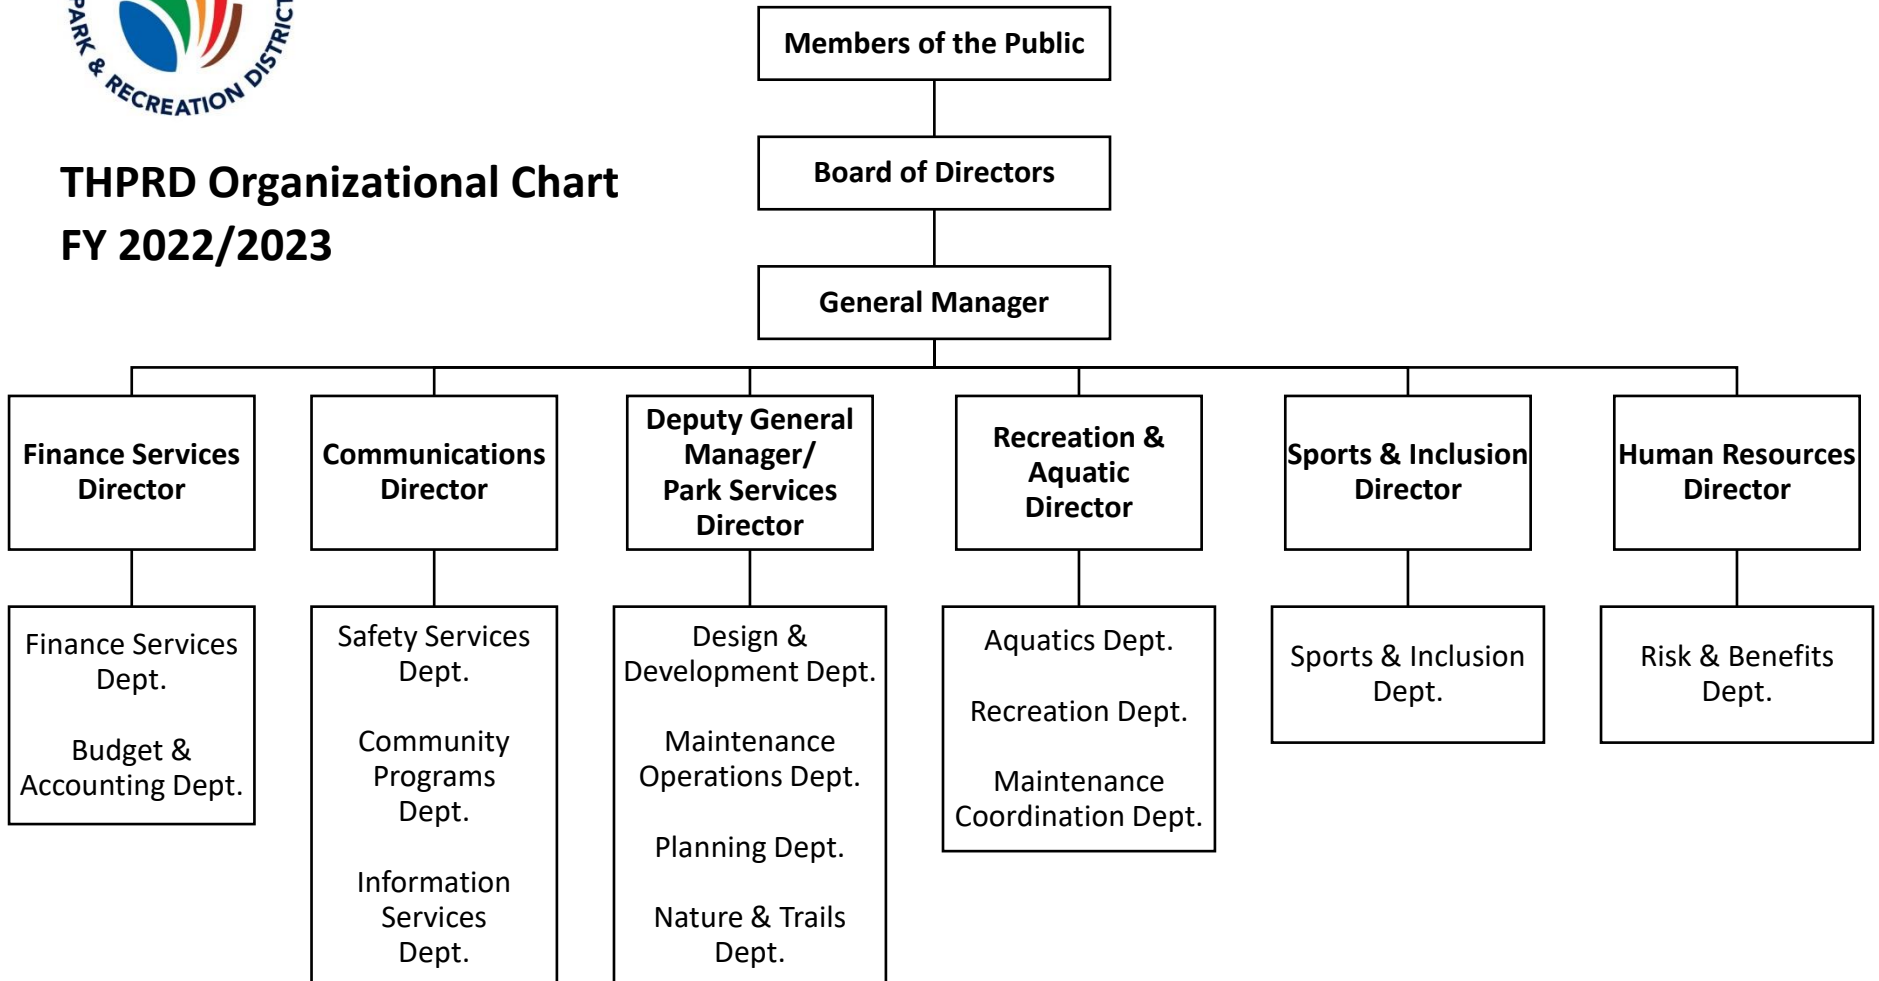 PARK & RECREATION DISTRICT
THPRD Organizational Chart
FY 2022/2023
Members of the Public
Board of Directors
General Manager
Finance Services
Director
Communications
Director
Deputy General
Manager/
Park Services
Director
Recreation &
Aquatic
Director
Sports & Inclusion
Director
Human Resources
Director
Finance Services
Dept.
Budget &
Accounting Dept.
Safety Services
Dept.
Community
Programs
Dept.
Information
Services
Dept.
Design &
Development Dept.
Maintenance
Operations Dept.
Planning Dept.
Nature & Trails
Dept.
Aquatics Dept.
Recreation Dept.
Maintenance
Coordination Dept.
Sports & Inclusion
Dept.
Risk & Benefits
Dept.